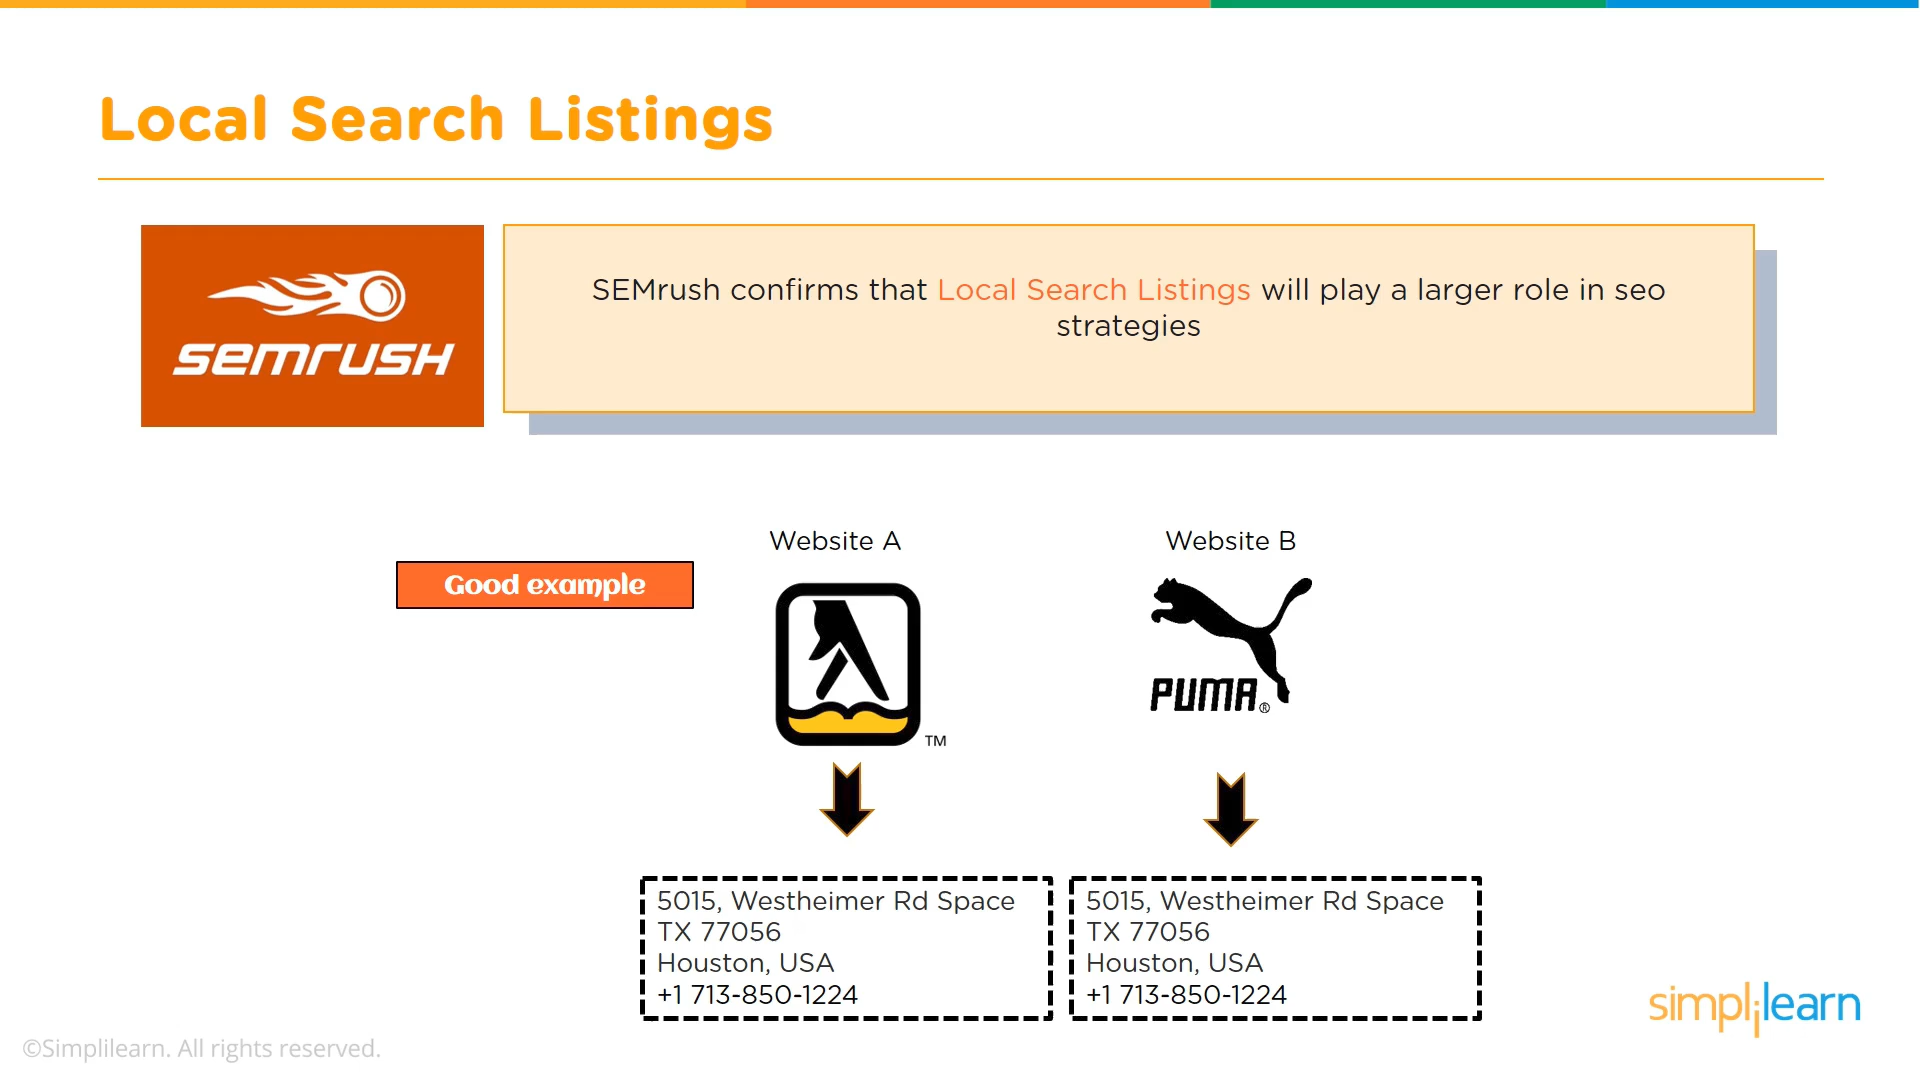 Local Search Listings
semrush
SEMrush confirms that Local Search Listings will play a larger role in seo
strategies
Website A
Website B
Good example
TM
PUMA®
5015, Westheimer Rd Space
TX 77056
Houston, USA
+1 713-850-1224
5015, Westheimer Rd Space
TX 77056
Houston, USA
+1 713-850-1224
simplilearn
©Simplilearn. All rights reserved.